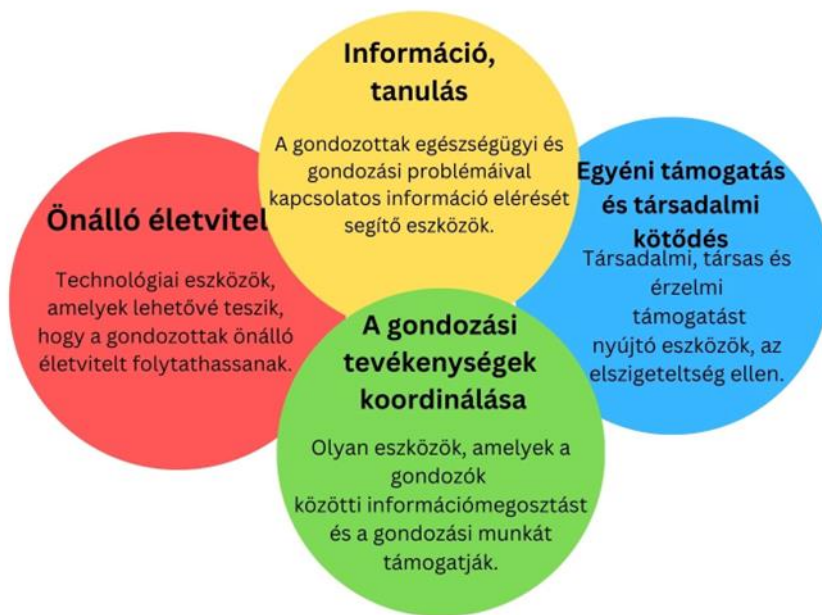 Információ,
tanulás
A gondozottak egészségügyi és
gondozási problémáival
kapcsolatos információ elérését
segítő eszközök.
Önálló életvitel
Technológiai eszközök,
amelyek lehetővé teszik,
hogy a gondozottak önálló
életvitelt folytathassanak.
Egyéni támogatás
és társadalmi
kötődés
Társadalmi, társas és
érzelmi
támogatást
nyújtó eszközök, az
elszigeteltség ellen.
A gondozási
tevékenységek
koordinálása
Olyan eszközök, amelyek a
gondozók
közötti információmegosztást
és a gondozási munkát
támogatják.